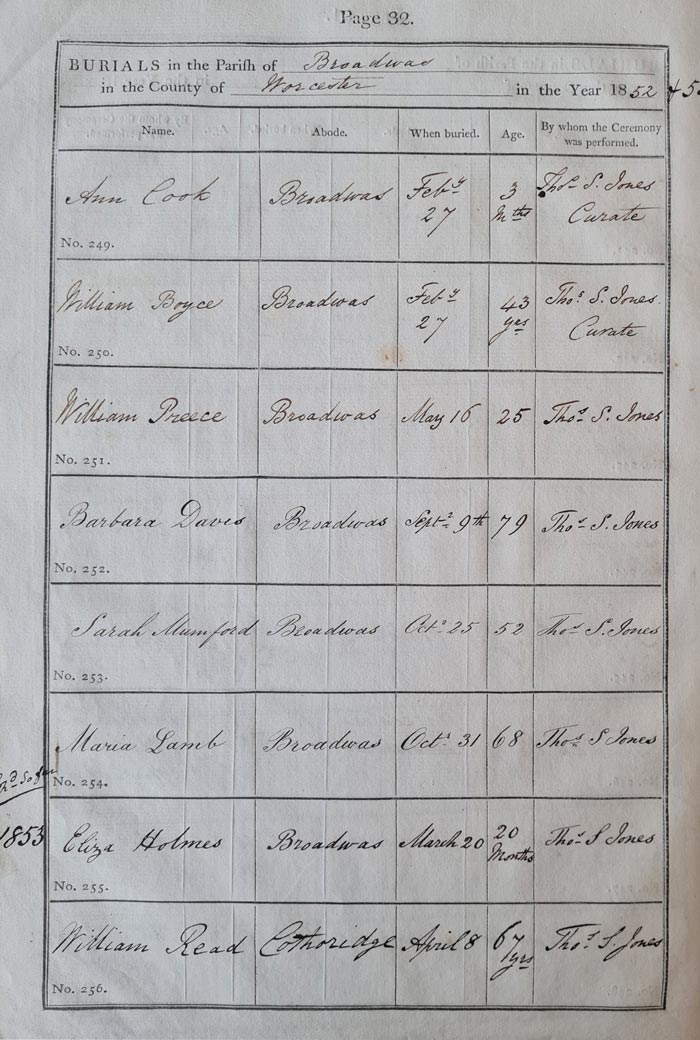 Page 32.
BURIALS in the Parish of Broadwas
in the County of Worcester in the Year 1852
Name. Abode. When buried. Age. By whom the Ceremony was performed.
Ann Cook Broadwas Feby 27 3 Mths Thos S. Jones Curate
No. 249.
William Boyce Broadwas Feby 27 43 yrs Thos S. Jones Curate
No. 250.
William Preece Broadwas May 16 25 Thos S. Jones
No. 251.
Barbara Davis Broadwas Septr 9th 79 Thos S. Jones
No. 252.
Sarah Mumford Broadwas Octr 25 52 Thos S. Jones
No. 253.
Maria Lamb Broadwas Octr 31 68 Thos S Jones
No. 254.
1853
Eliza Holmes Broadwas March 20 20 Months Thos S Jones
No. 255.
William Read Cothoridge April 8 67 yrs Thos S. Jones
No. 256.